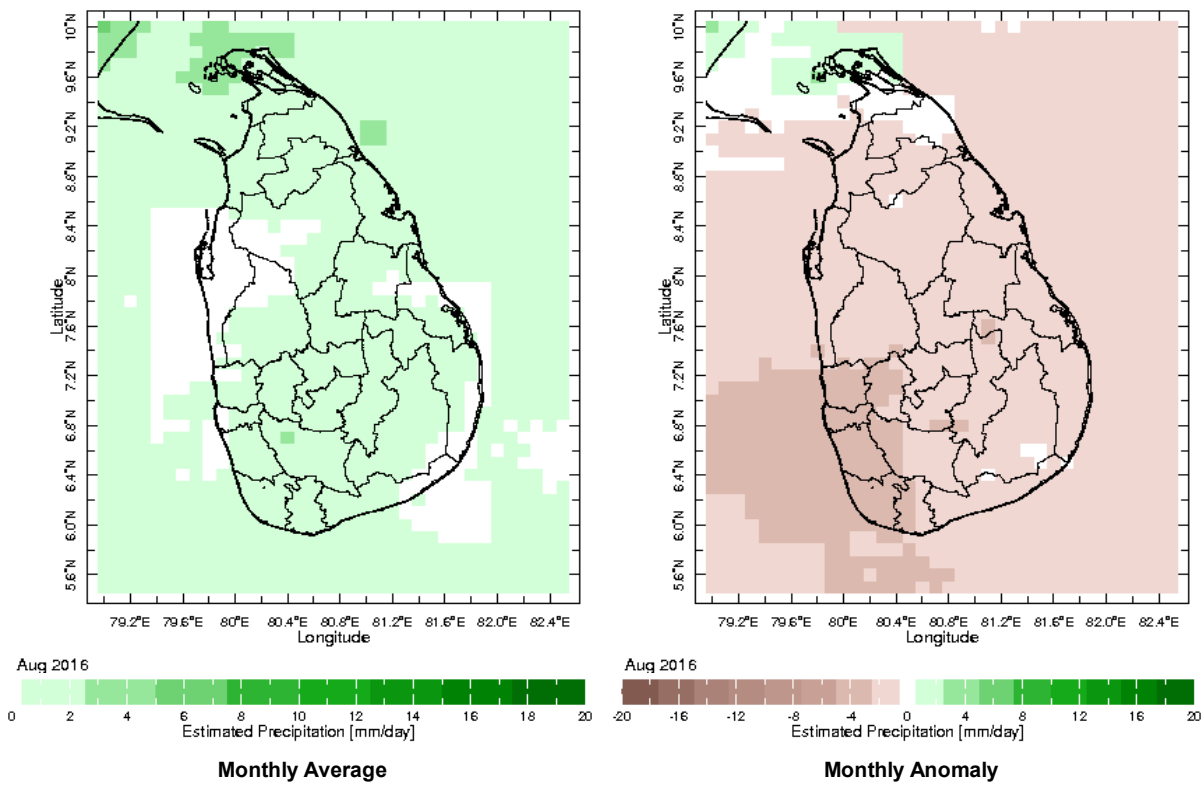 10°N
9.6°N
9.2°N
8.8°N
8.4°N
8°N
7.6°N
7.2°N
6.8°N
6.4°N
6.0°N
5.6°N
Latitude
79.2°E 79.6°E 80°E 80.4°E 80.8°E 81.2°E 81.6°E 82.0°E 82.4°E
Longitude
Aug 2016
0 2 4 6 8 10 12 14 16 18 20
Estimated Precipitation [mm/day]
Monthly Average
10°N
9.6°N
9.2°N
8.8°N
8.4°N
8°N
7.6°N
7.2°N
6.8°N
6.4°N
6.0°N
5.6°N
Latitude
79.2°E 79.6°E 80°E 80.4°E 80.8°E 81.2°E 81.6°E 82.0°E 82.4°E
Longitude
Aug 2016
-20 -16 -12 -8 -4 0 4 8 12 16 20
Estimated Precipitation [mm/day]
Monthly Anomaly